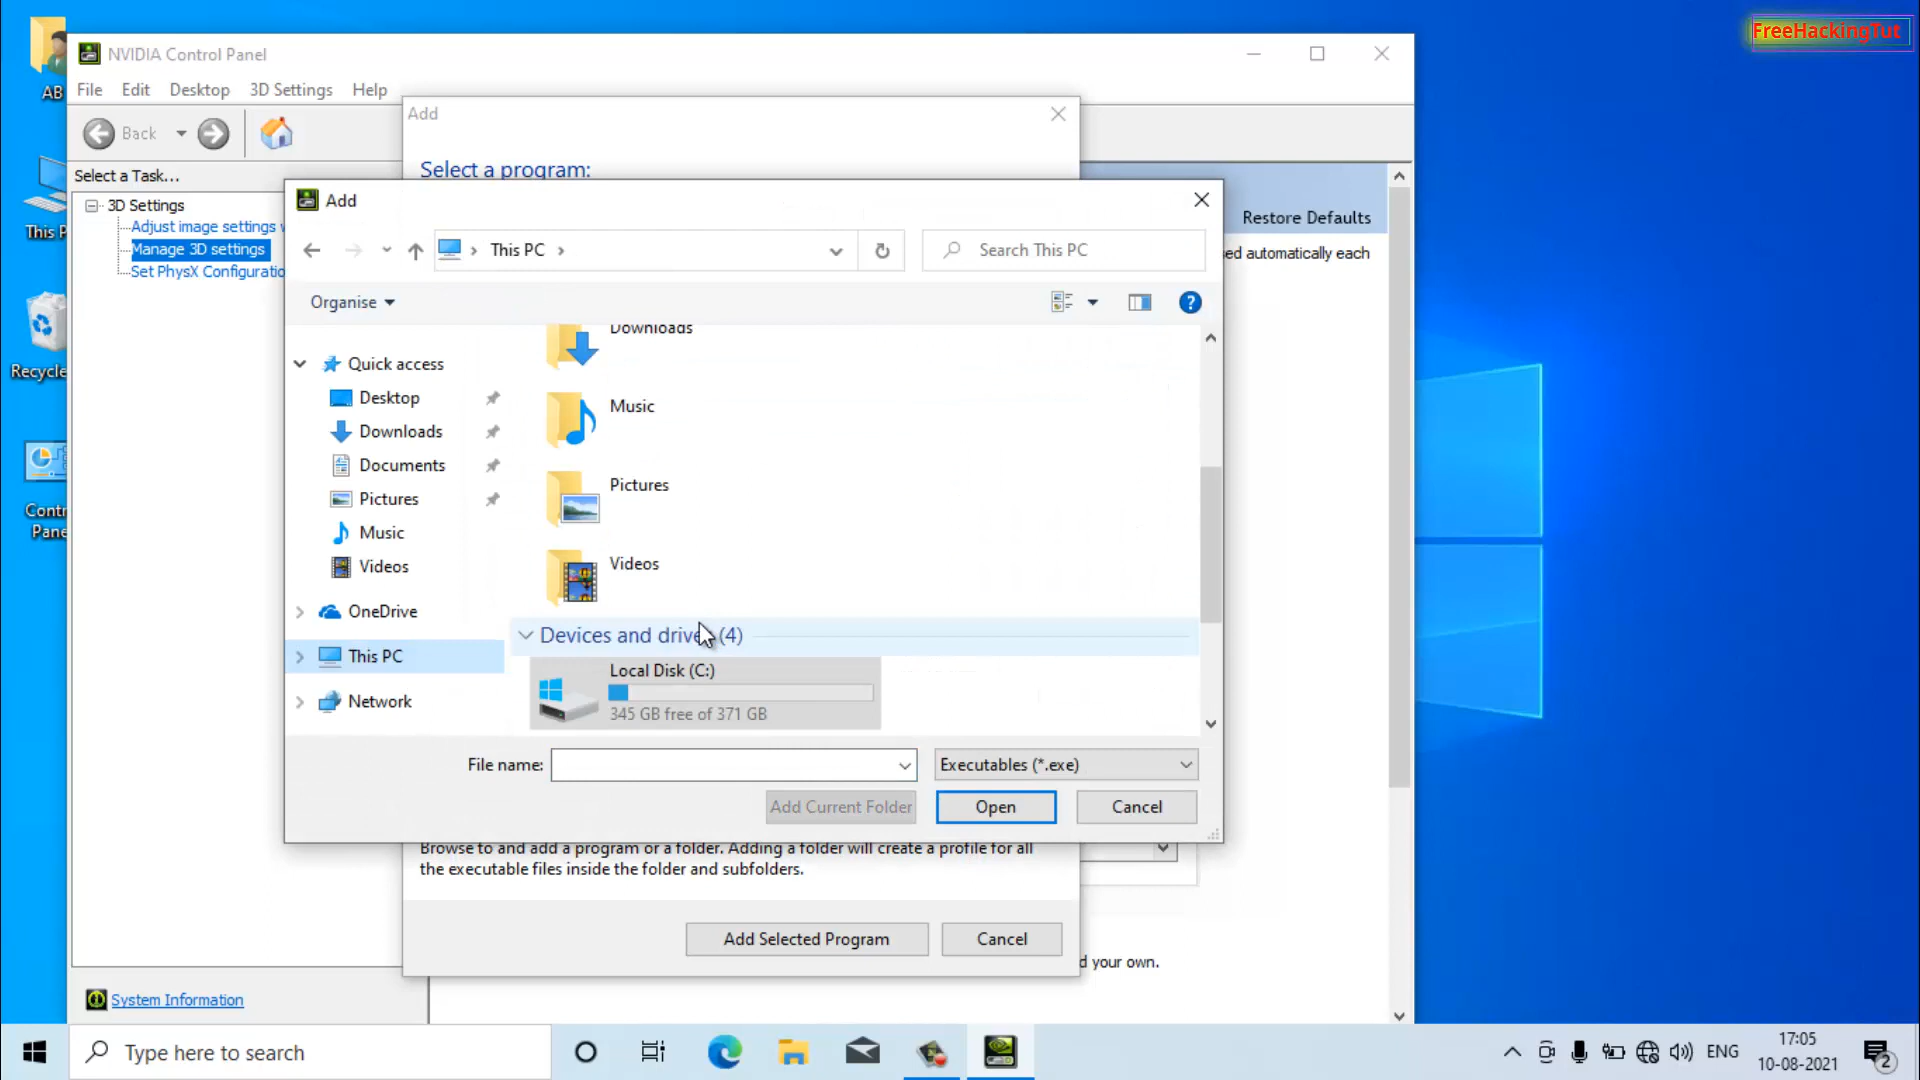 FreeHackingTut
AB
This P
Recycle
Contr
Pane
NVIDIA Control Panel
File Edit Desktop 3D Settings Help
Back
Select a Task...
3D Settings
Adjust image settings w
Manage 3D settings
Set PhysX Configuratio
System Information
Add
Select a program:
Restore Defaults
ed automatically each
Add
This PC
Search This PC
Organise
Quick access
Desktop
Downloads
Documents
Pictures
Music
Videos
OneDrive
This PC
Network
Downloads
Music
Pictures
Videos
Devices and drive (4)
Local Disk (C:)
345 GB free of 371 GB
File name:
Executables (*.exe)
Add Current Folder Open Cancel
Browse to and add a program or a folder. Adding a folder will create a profile for all
the executable files inside the folder and subfolders.
Add Selected Program Cancel
d your own.
Type here to search
ENG
17:05
10-08-2021
2